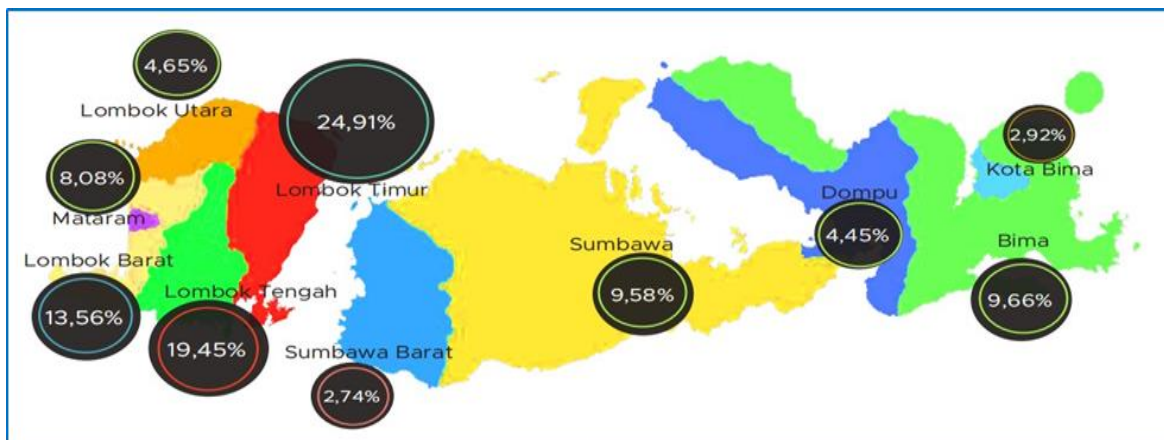 4,65%
Lombok Utara
24,91%
Lombok Timur
8,08%
Mataram
Lombok Barat
13,56%
Lombok Tengah
19,45%
Sumbawa Barat
2,74%
Sumbawa
9,58%
Dompu
4,45%
2,92%
Kota Bima
Bima
9,66%